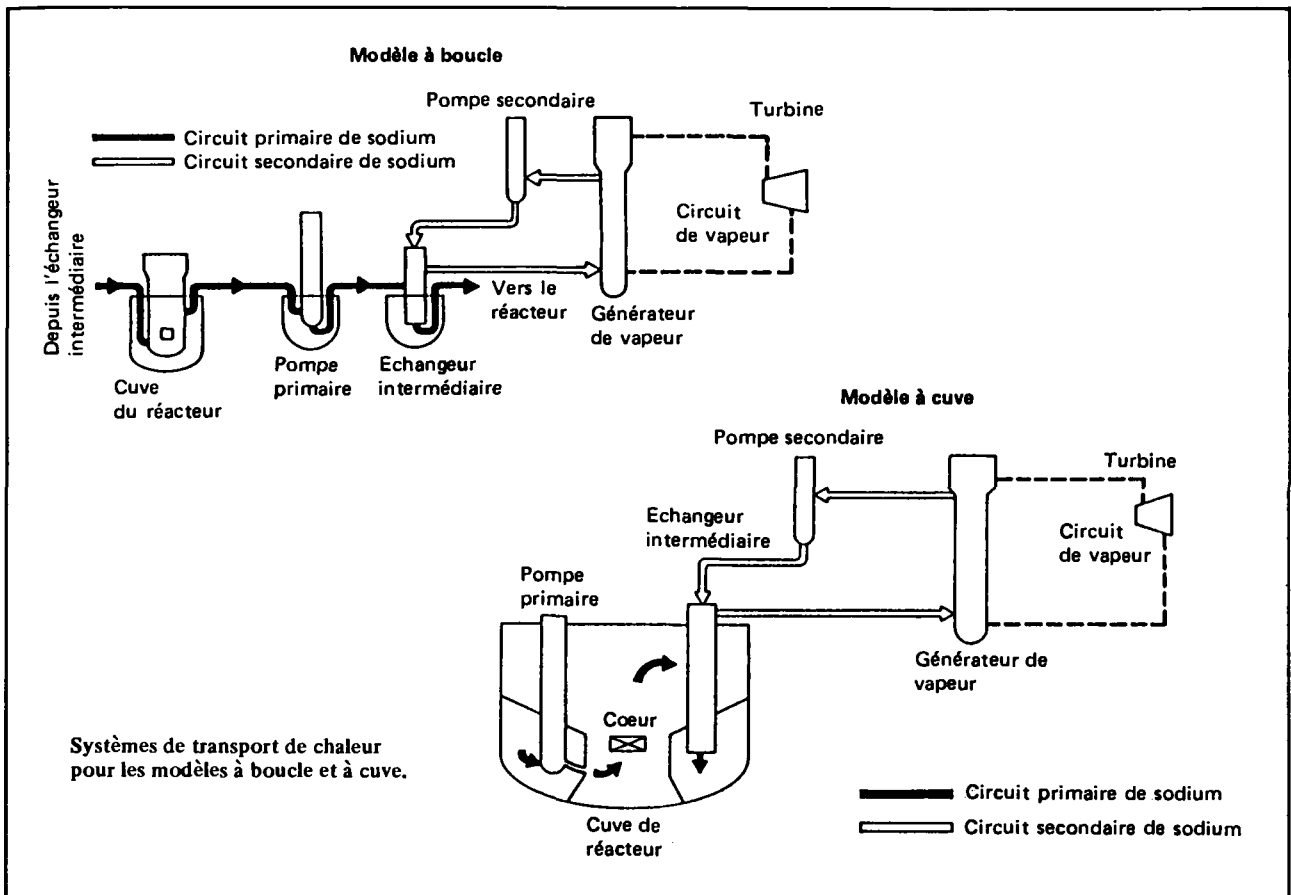 Modèle à boucle
Pompe secondaire
Turbine
Circuit primaire de sodium
Circuit secondaire de sodium
Depuis l'échangeur
intermédiaire
Circuit
de vapeur
Vers le
réacteur
Générateur
de vapeur
Cuve
du réacteur
Pompe
primaire
Echangeur
intermédiaire
Modèle à cuve
Pompe secondaire
Turbine
Echangeur
intermédiaire
Circuit
de vapeur
Pompe
primaire
Générateur de
vapeur
Coeur
Systèmes de transport de chaleur
pour les modèles à boucle et à cuve.
Cuve de
réacteur
Circuit primaire de sodium
Circuit secondaire de sodium